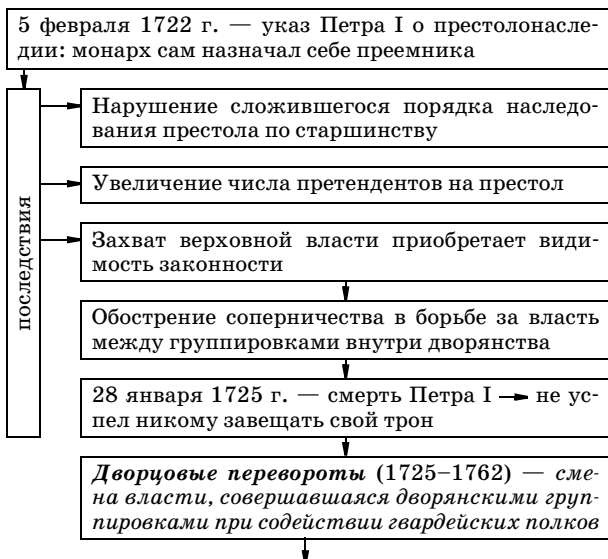 5 февраля 1722 г. — указ Петра I о престолонасле-
дии: монарх сам назначал себе преемника
последствия
Нарушение сложившегося порядка наследо-
вания престола по старшинству
Увеличение числа претендентов на престол
Захват верховной власти приобретает види-
мость законности
Обострение соперничества в борьбе за власть
между группировками внутри дворянства
28 января 1725 г. — смерть Петра I → не ус-
пел никому завещать свой трон
Дворцовые перевороты (1725–1762) — сме-
на власти, совершавшаяся дворянскими груп-
пировками при содействии гвардейских полков